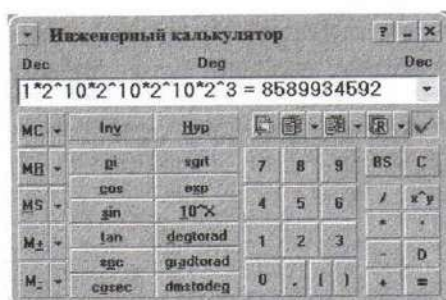 Инженерный калькулятор ? - ×
Dec Deg Dec
1*2^10*2^10*2^10*2^3 = 8589934592
MC Inv Hyp
MR pi sqrt 7 8 9 BS C
cos exp
MS sin 10^X 4 5 6 / x^y
M+ tan degtorad 1 2 3 * '
sec gradtorad - D
M- cosec dmstodeg 0 . ( ) + =